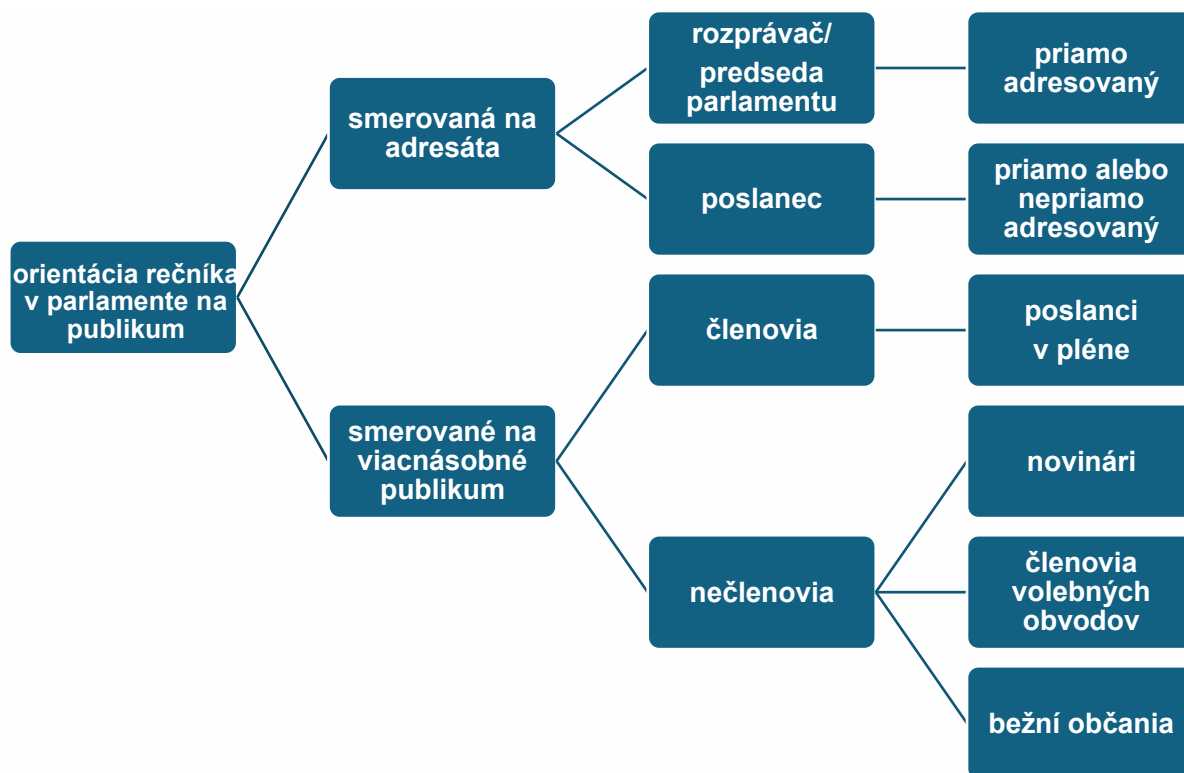 orientácia rečníka
v parlamente na
publikum
smerovaná na
adresáta
rozprávač/
predseda
parlamentu
priamo
adresovaný
poslanec
priamo alebo
nepriamo
adresovaný
smerované na
viacnásobné
publikum
členovia
poslanci
v pléne
nečlenovia
novinári
členovia
volebných
obvodov
bežní občania